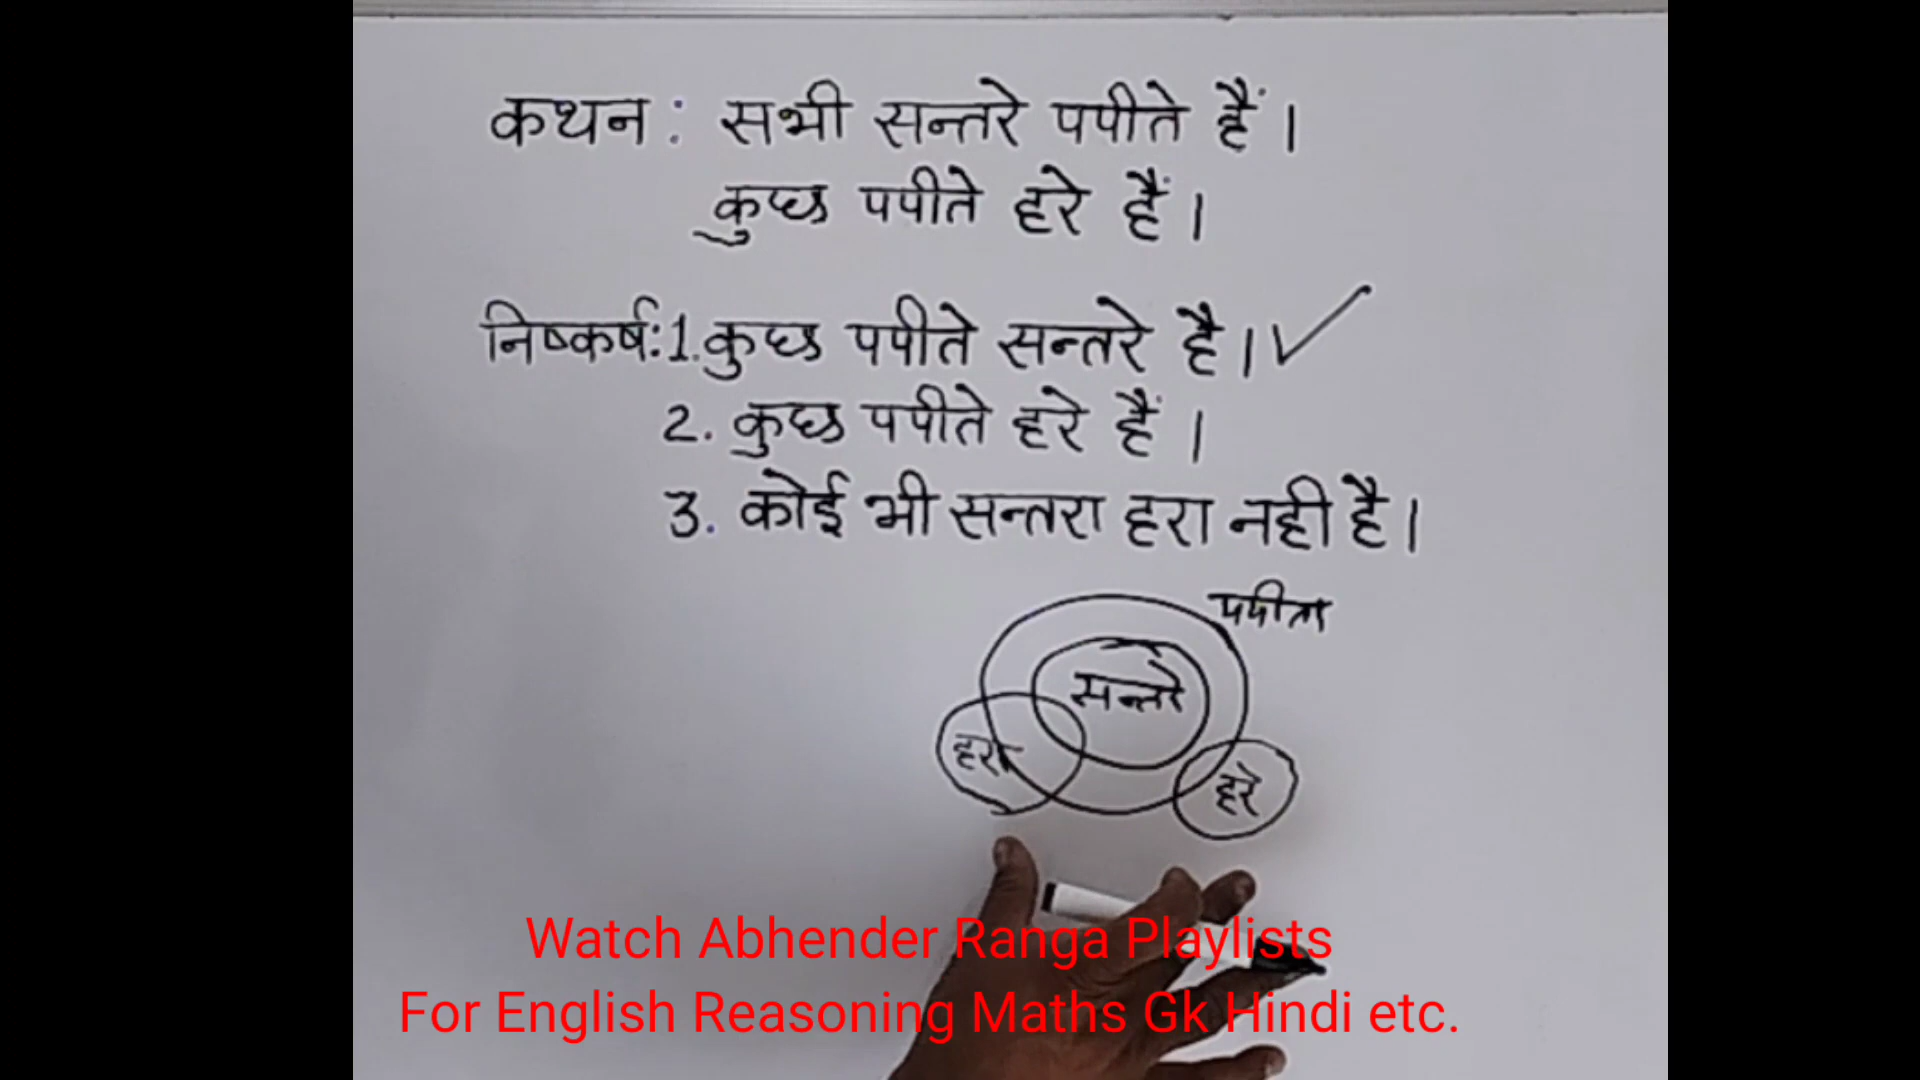 कथन : सभी सन्तरे पपीते हैं।
कुछ पपीते हरे हैं।
निष्कर्ष: 1. कुछ पपीते सन्तरे है।✓
2. कुछ पपीते हरे हैं।
3. कोई भी सन्तरा हरा नही है।
पपीता
सन्तरे
हरा
हरे
Watch Abhender Ranga Playlists
For English Reasoning Maths Gk Hindi etc.